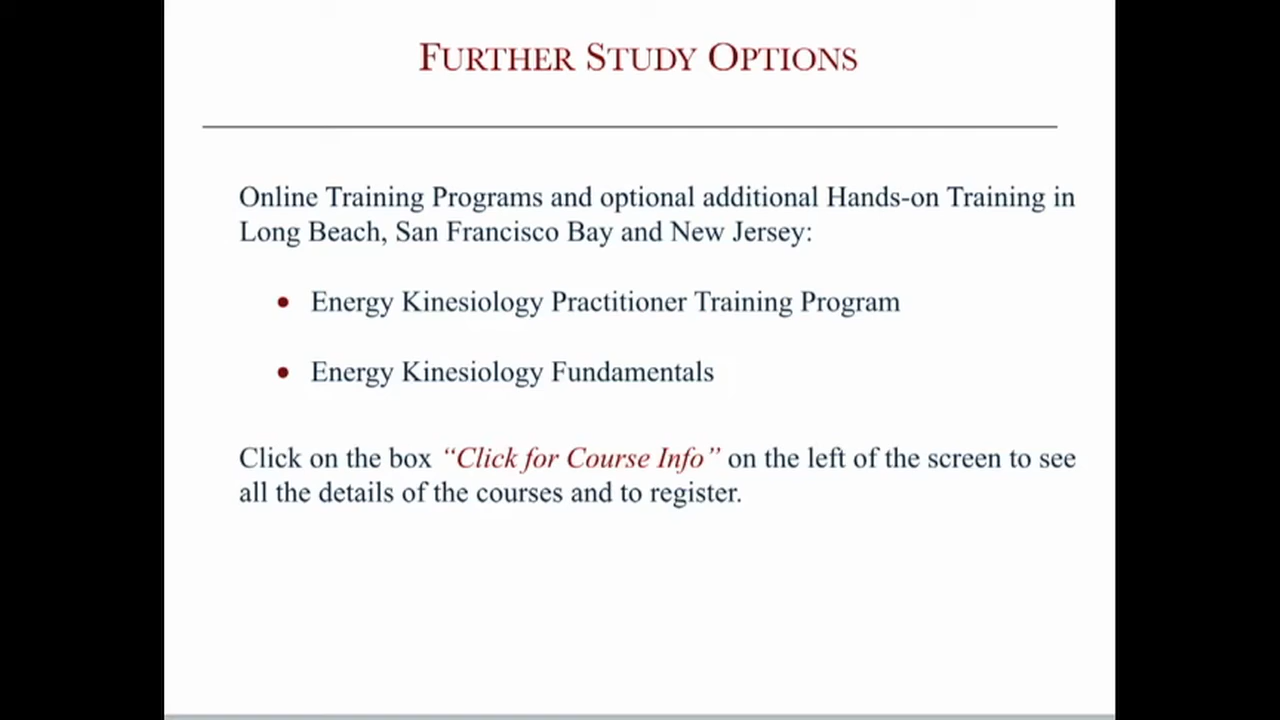 FURTHER STUDY OPTIONS
Online Training Programs and optional additional Hands-on Training in
Long Beach, San Francisco Bay and New Jersey:
• Energy Kinesiology Practitioner Training Program
• Energy Kinesiology Fundamentals
Click on the box “Click for Course Info” on the left of the screen to see
all the details of the courses and to register.